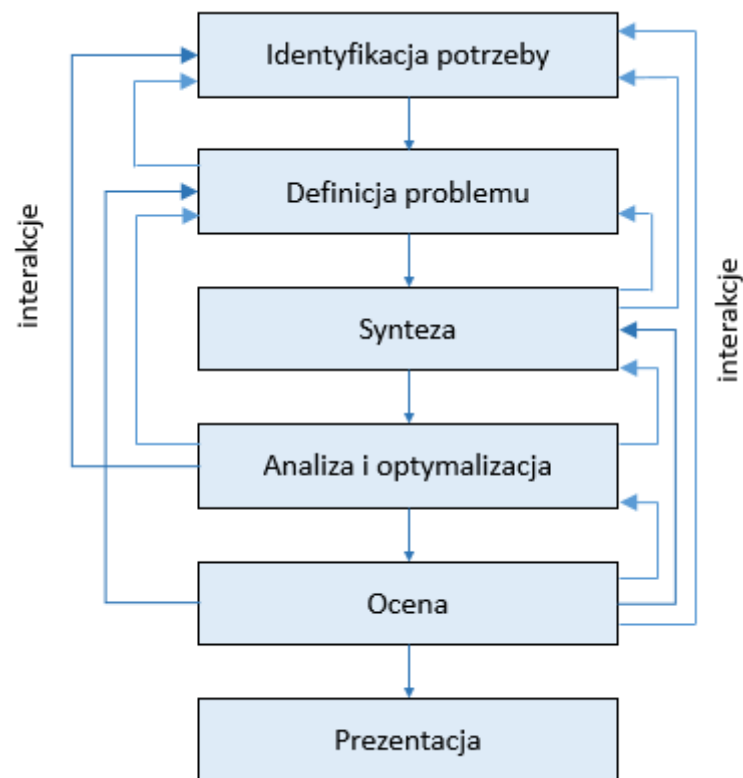 Identyfikacja potrzeby
Definicja problemu
interakcje
interakcje
Synteza
Analiza i optymalizacja
Ocena
Prezentacja